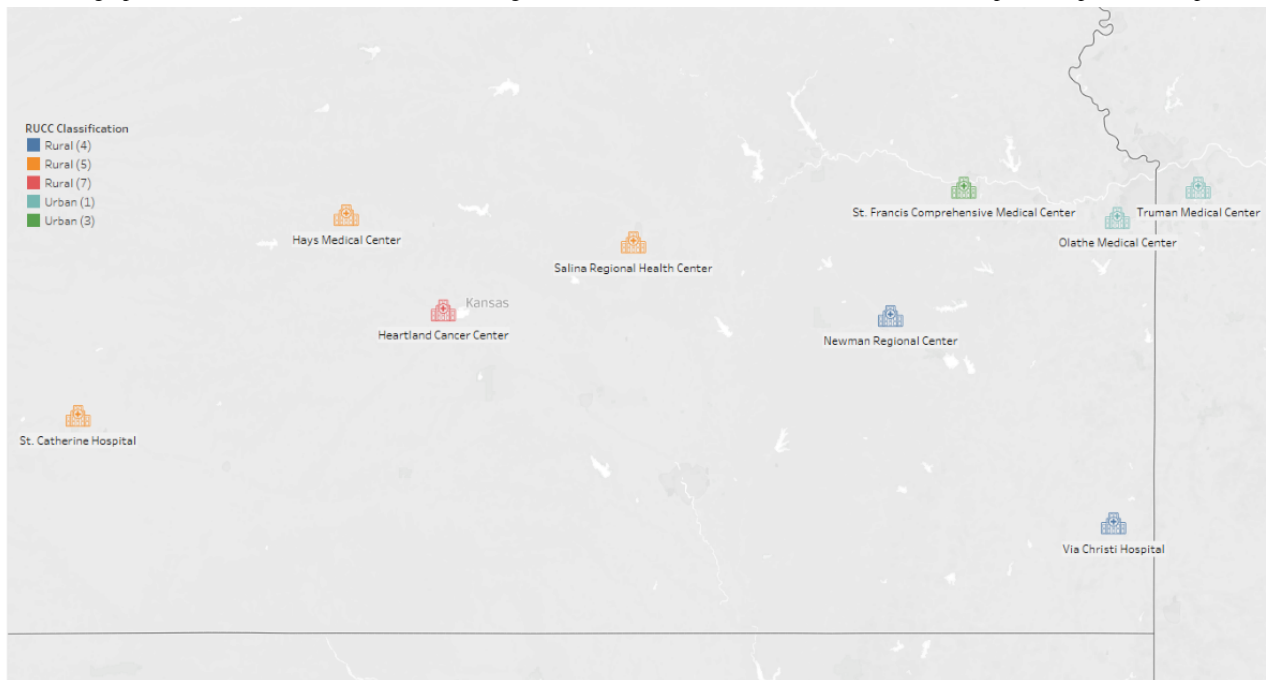 RUCC Classification
Rural (4)
Rural (5)
Rural (7)
Urban (1)
Urban (3)
St. Francis Comprehensive Medical Center
Truman Medical Center
Hays Medical Center
Olathe Medical Center
Salina Regional Health Center
Kansas
Heartland Cancer Center
Newman Regional Center
St. Catherine Hospital
Via Christi Hospital